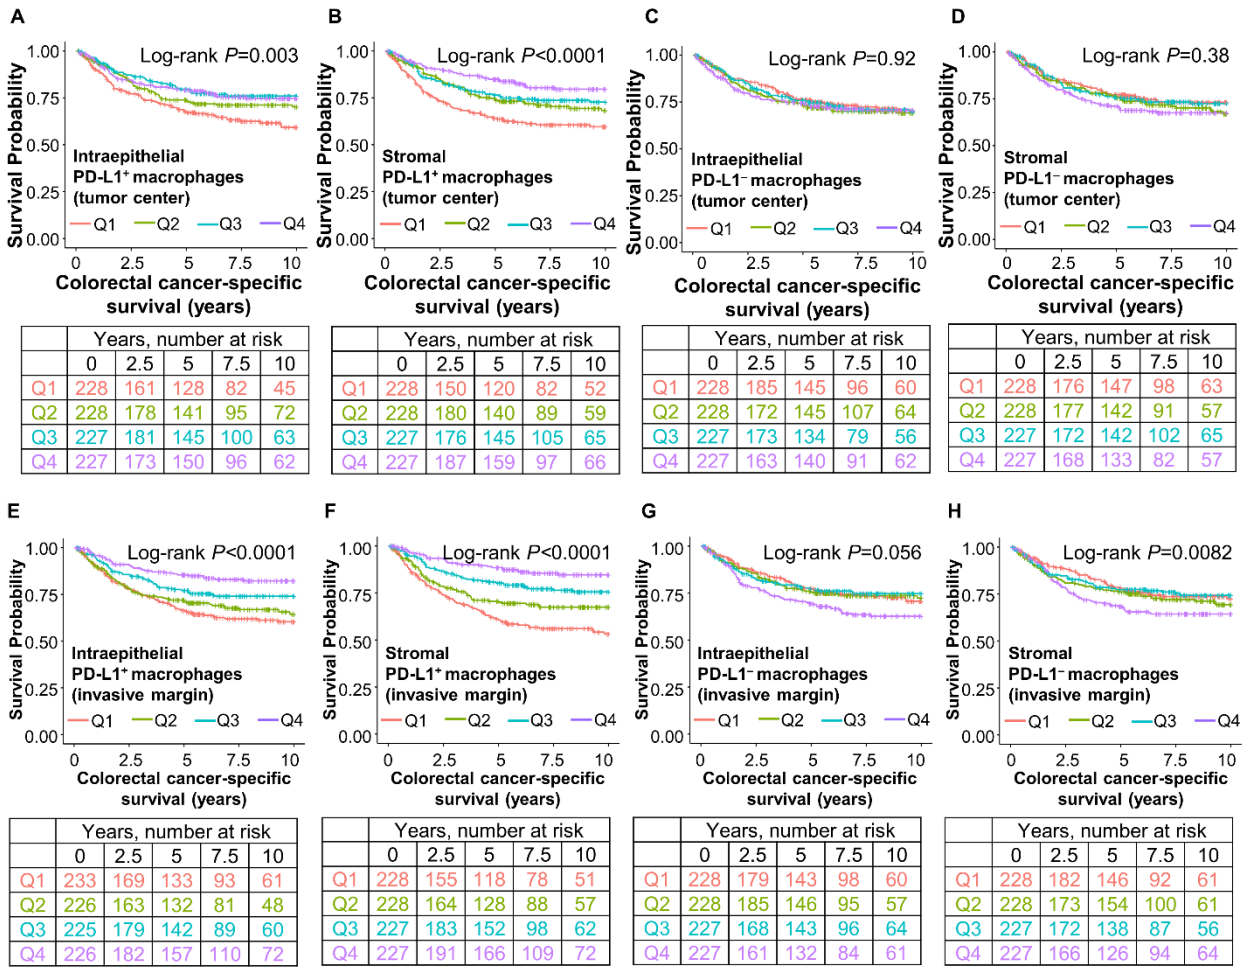 A
Log-rank P=0.003
Survival Probability
1.00
0.75
0.50
0.25
0.00
Intraepithelial
PD-L1⁺ macrophages
(tumor center)
Q1 Q2 Q3 Q4
0 2.5 5 7.5 10
Colorectal cancer-specific
survival (years)
Years, number at risk
0 2.5 5 7.5 10
Q1 228 161 128 82 45
Q2 228 178 141 95 72
Q3 227 181 145 100 63
Q4 227 173 150 96 62
B
Log-rank P<0.0001
Survival Probability
1.00
0.75
0.50
0.25
0.00
Stromal
PD-L1⁺ macrophages
(tumor center)
Q1 Q2 Q3 Q4
0 2.5 5 7.5 10
Colorectal cancer-specific
survival (years)
Years, number at risk
0 2.5 5 7.5 10
Q1 228 150 120 82 52
Q2 228 180 140 89 59
Q3 227 176 145 105 65
Q4 227 187 159 97 66
C
Log-rank P=0.92
Survival Probability
1.00
0.75
0.50
0.25
0.00
Intraepithelial
PD-L1⁻ macrophages
(tumor center)
Q1 Q2 Q3 Q4
0 2.5 5 7.5 10
Colorectal cancer-specific
survival (years)
Years, number at risk
0 2.5 5 7.5 10
Q1 228 185 145 96 60
Q2 228 172 145 107 64
Q3 227 173 134 79 56
Q4 227 163 140 91 62
D
Log-rank P=0.38
Survival Probability
1.00
0.75
0.50
0.25
0.00
Stromal
PD-L1⁻ macrophages
(tumor center)
Q1 Q2 Q3 Q4
0 2.5 5 7.5 10
Colorectal cancer-specific
survival (years)
Years, number at risk
0 2.5 5 7.5 10
Q1 228 176 147 98 63
Q2 228 177 142 91 57
Q3 227 172 142 102 65
Q4 227 168 133 82 57
E
Log-rank P<0.0001
Survival Probability
1.00
0.75
0.50
0.25
0.00
Intraepithelial
PD-L1⁺ macrophages
(invasive margin)
Q1 Q2 Q3 Q4
0 2.5 5 7.5 10
Colorectal cancer-specific
survival (years)
Years, number at risk
0 2.5 5 7.5 10
Q1 233 169 133 93 61
Q2 226 163 132 81 48
Q3 225 179 142 89 60
Q4 226 182 157 110 72
F
Log-rank P<0.0001
Survival Probability
1.00
0.75
0.50
0.25
0.00
Stromal
PD-L1⁺ macrophages
(invasive margin)
Q1 Q2 Q3 Q4
0 2.5 5 7.5 10
Colorectal cancer-specific
survival (years)
Years, number at risk
0 2.5 5 7.5 10
Q1 228 155 118 78 51
Q2 228 164 128 88 57
Q3 227 183 152 98 62
Q4 227 191 166 109 72
G
Log-rank P=0.056
Survival Probability
1.00
0.75
0.50
0.25
0.00
Intraepithelial
PD-L1⁻ macrophages
(invasive margin)
Q1 Q2 Q3 Q4
0 2.5 5 7.5 10
Colorectal cancer-specific
survival (years)
Years, number at risk
0 2.5 5 7.5 10
Q1 228 179 143 98 60
Q2 228 185 146 95 57
Q3 227 168 143 96 64
Q4 227 161 132 84 61
H
Log-rank P=0.0082
Survival Probability
1.00
0.75
0.50
0.25
0.00
Stromal
PD-L1⁻ macrophages
(invasive margin)
Q1 Q2 Q3 Q4
0 2.5 5 7.5 10
Colorectal cancer-specific
survival (years)
Years, number at risk
0 2.5 5 7.5 10
Q1 228 182 146 92 61
Q2 228 173 154 100 61
Q3 227 172 138 87 56
Q4 227 166 126 94 64